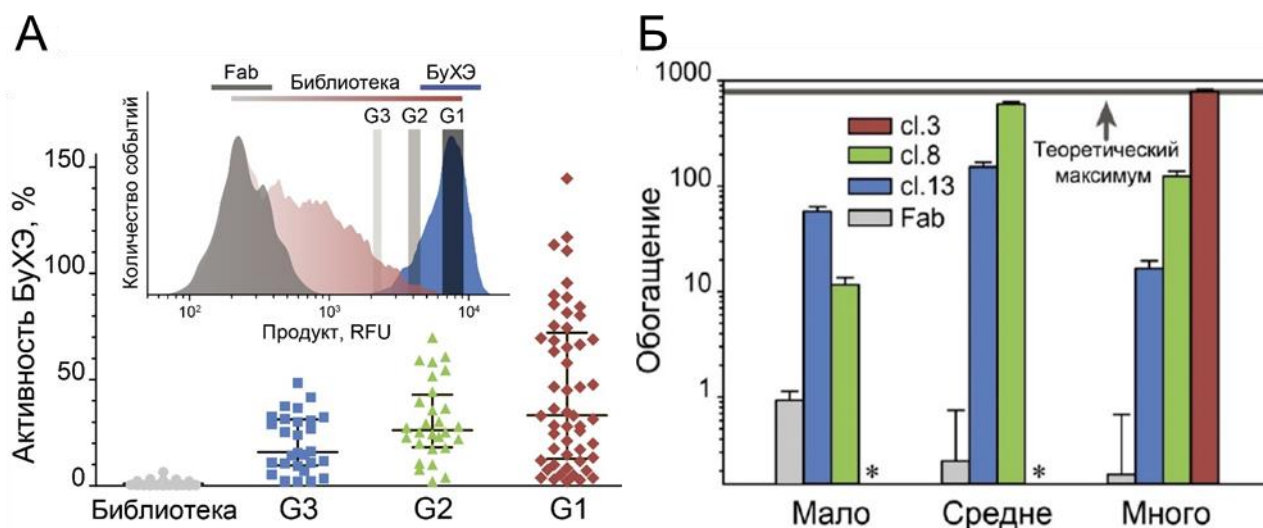 А
Активность БуХЭ, %
150
100
50
0
Fab
Библиотека
БуХЭ
G3
G2
G1
Количество событий
10²
10³
10⁴
Продукт, RFU
Библиотека
G3
G2
G1
Б
Обогащение
1000
100
10
1
cl.3
cl.8
cl.13
Fab
Теоретический
максимум
*
*
Мало
Средне
Много